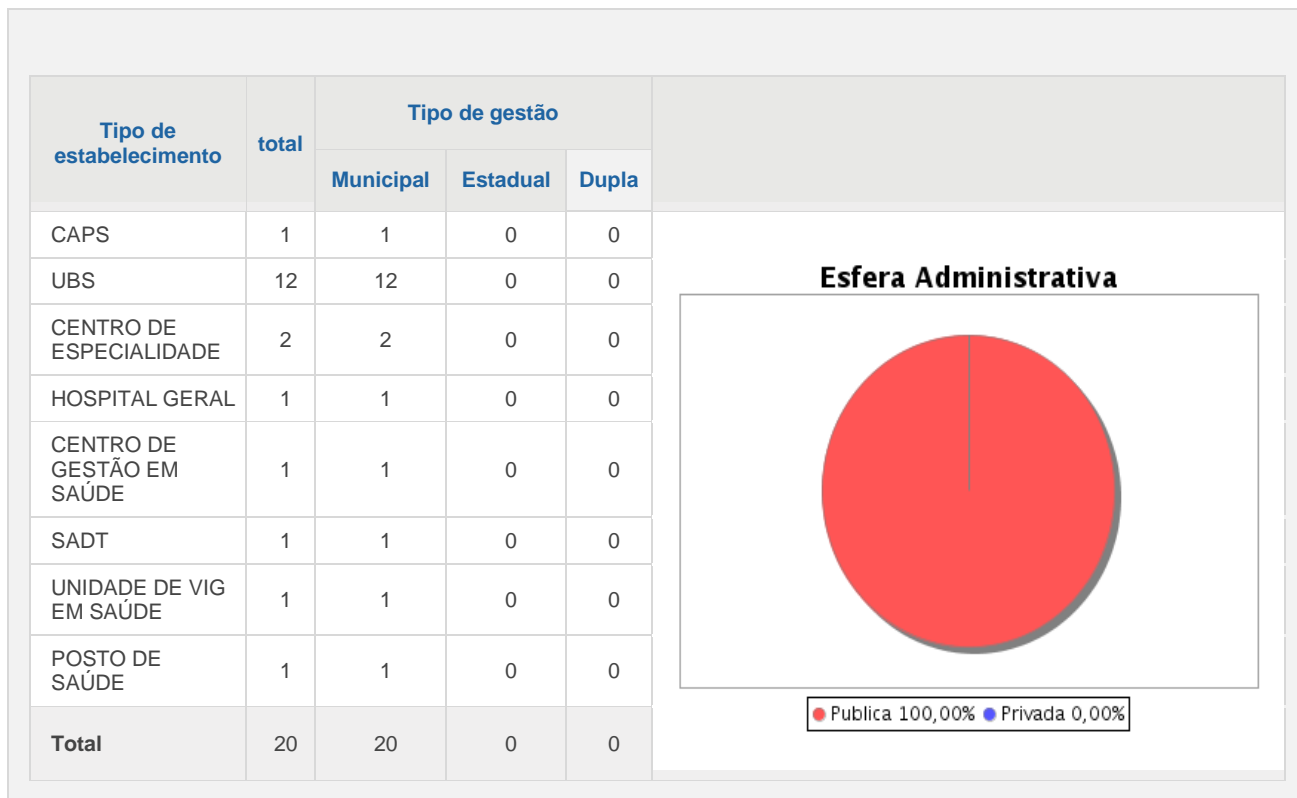 Tipo de
estabelecimento
total
Tipo de gestão
Municipal Estadual Dupla
CAPS 1 1 0 0
UBS 12 12 0 0
CENTRO DE
ESPECIALIDADE 2 2 0 0
HOSPITAL GERAL 1 1 0 0
CENTRO DE
GESTÃO EM
SAÚDE 1 1 0 0
SADT 1 1 0 0
UNIDADE DE VIG
EM SAÚDE 1 1 0 0
POSTO DE
SAÚDE 1 1 0 0
Total 20 20 0 0
Esfera Administrativa
Publica 100,00% Privada 0,00%